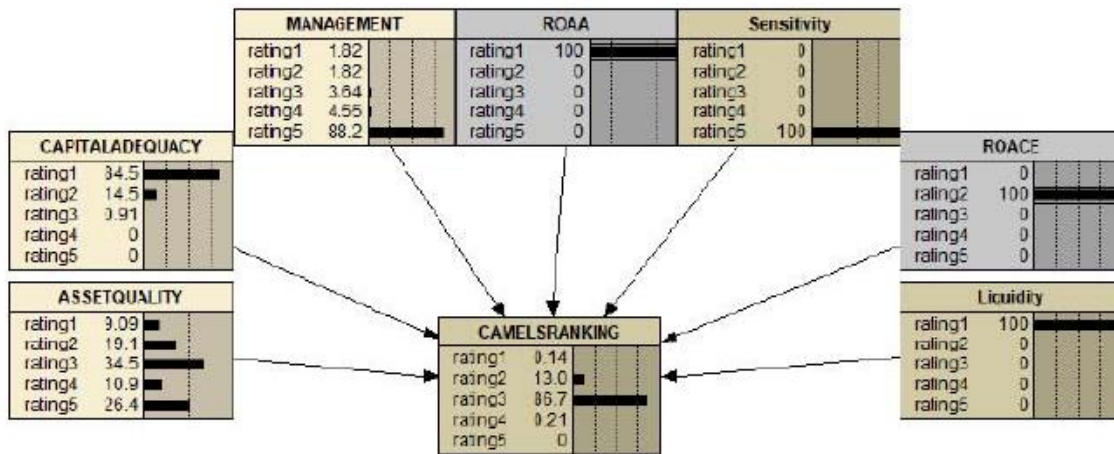 MANAGEMENT
rating1 1.82
rating2 1.82
rating3 3.64
rating4 4.55
rating5 88.2
ROAA
rating1 100
rating2 0
rating3 0
rating4 0
rating5 0
Sensitivity
rating1 0
rating2 0
rating3 0
rating4 0
rating5 100
CAPITALADEQUACY
rating1 84.5
rating2 14.5
rating3 0.91
rating4 0
rating5 0
ROACE
rating1 0
rating2 100
rating3 0
rating4 0
rating5 0
ASSETQUALITY
rating1 9.09
rating2 19.1
rating3 34.5
rating4 10.9
rating5 26.4
CAMELSRANKING
rating1 0.14
rating2 13.0
rating3 86.7
rating4 0.21
rating5 0
Liquidity
rating1 100
rating2 0
rating3 0
rating4 0
rating5 0